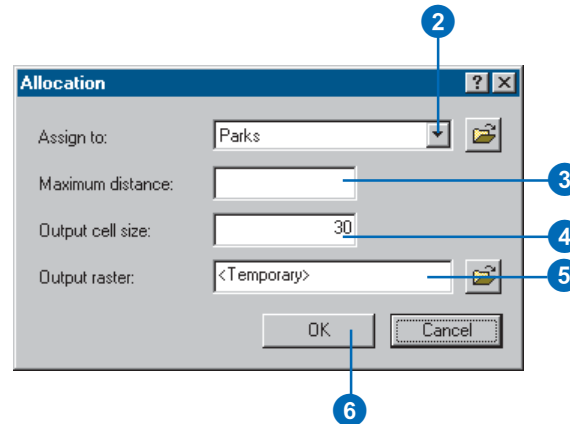 2
Allocation
Assign to: Parks
Maximum distance: 3
Output cell size: 30 4
Output raster: <Temporary> 5
OK Cancel
6